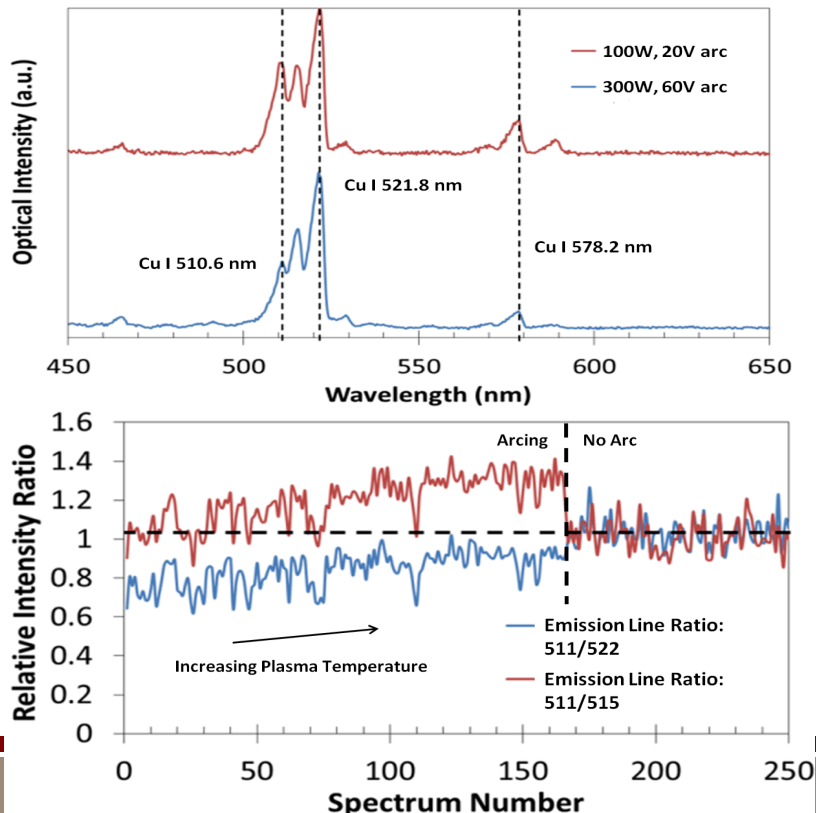 Optical Intensity (a.u.)
100W, 20V arc
300W, 60V arc
Cu I 521.8 nm
Cu I 510.6 nm
Cu I 578.2 nm
450 500 550 600 650
Wavelength (nm)
Relative Intensity Ratio
1.6
1.4
1.2
1
0.8
0.6
0.4
0.2
0
Arcing No Arc
Increasing Plasma Temperature
Emission Line Ratio:
511/522
Emission Line Ratio:
511/515
0 50 100 150 200 250
Spectrum Number